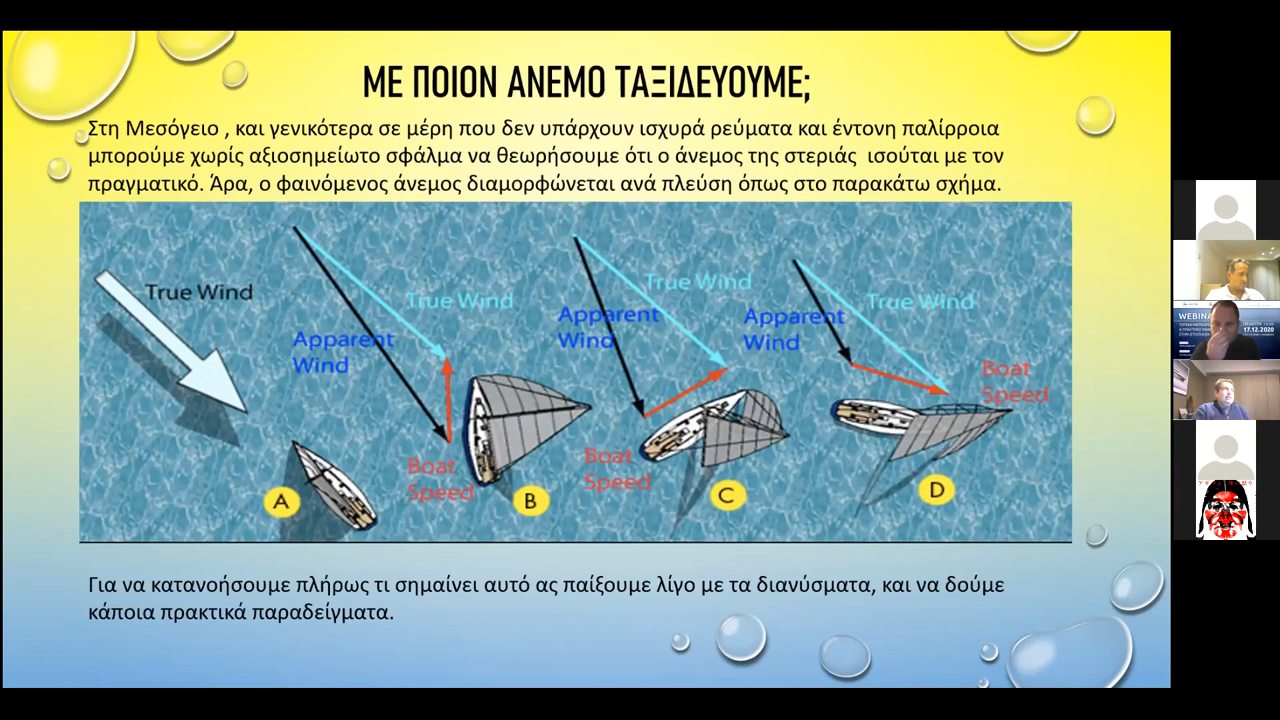 ΜΕ ΠΟΙΟΝ ΑΝΕΜΟ ΤΑΞΙΔΕΥΟΥΜΕ;
Στη Μεσόγειο , και γενικότερα σε μέρη που δεν υπάρχουν ισχυρά ρεύματα και έντονη παλίρροια
μπορούμε χωρίς αξιοσημείωτο σφάλμα να θεωρήσουμε ότι ο άνεμος της στεριάς ισούται με τον
πραγματικό. Άρα, ο φαινόμενος άνεμος διαμορφώνεται ανά πλεύση όπως στο παρακάτω σχήμα.
True Wind
True Wind
Apparent
Wind
Boat
Speed
True Wind
Apparent
Wind
Boat
Speed
True Wind
Apparent
Wind
Boat
Speed
A
B
C
D
Για να κατανοήσουμε πλήρως τι σημαίνει αυτό ας παίξουμε λίγο με τα διανύσματα, και να δούμε
κάποια πρακτικά παραδείγματα.
WEBINA
17.12.2020